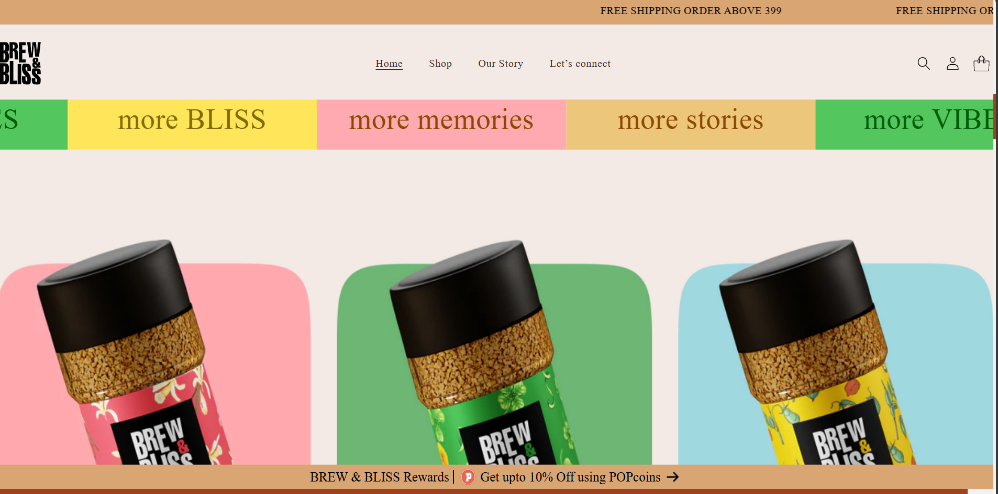 FREE SHIPPING ORDER ABOVE 399
FREE SHIPPING OR
BREW
&
BLISS
Home
Shop
Our Story
Let's connect
more BLISS
more memories
more stories
more VIBE
BREW
&
BLISS
BREW
&
BLISS
BREW
&
BLISS
BREW & BLISS Rewards | Get upto 10% Off using POPcoins →